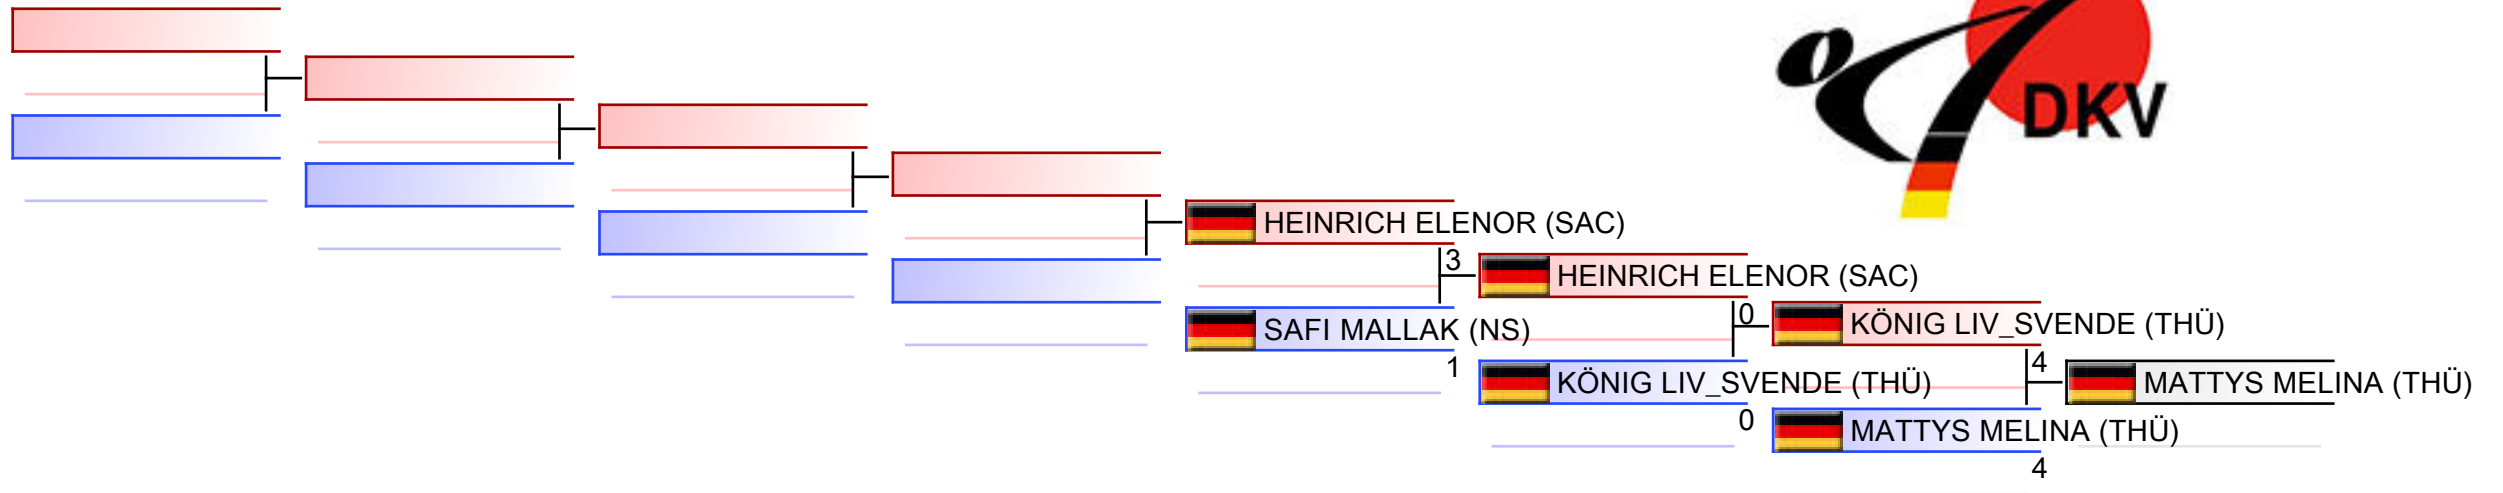 DKV
HEINRICH ELENOR (SAC)
3
SAFI MALLAK (NS)
1
HEINRICH ELENOR (SAC)
0
KÖNIG LIV_SVENDE (THÜ)
0
KÖNIG LIV_SVENDE (THÜ)
4
MATTYS MELINA (THÜ)
4
MATTYS MELINA (THÜ)